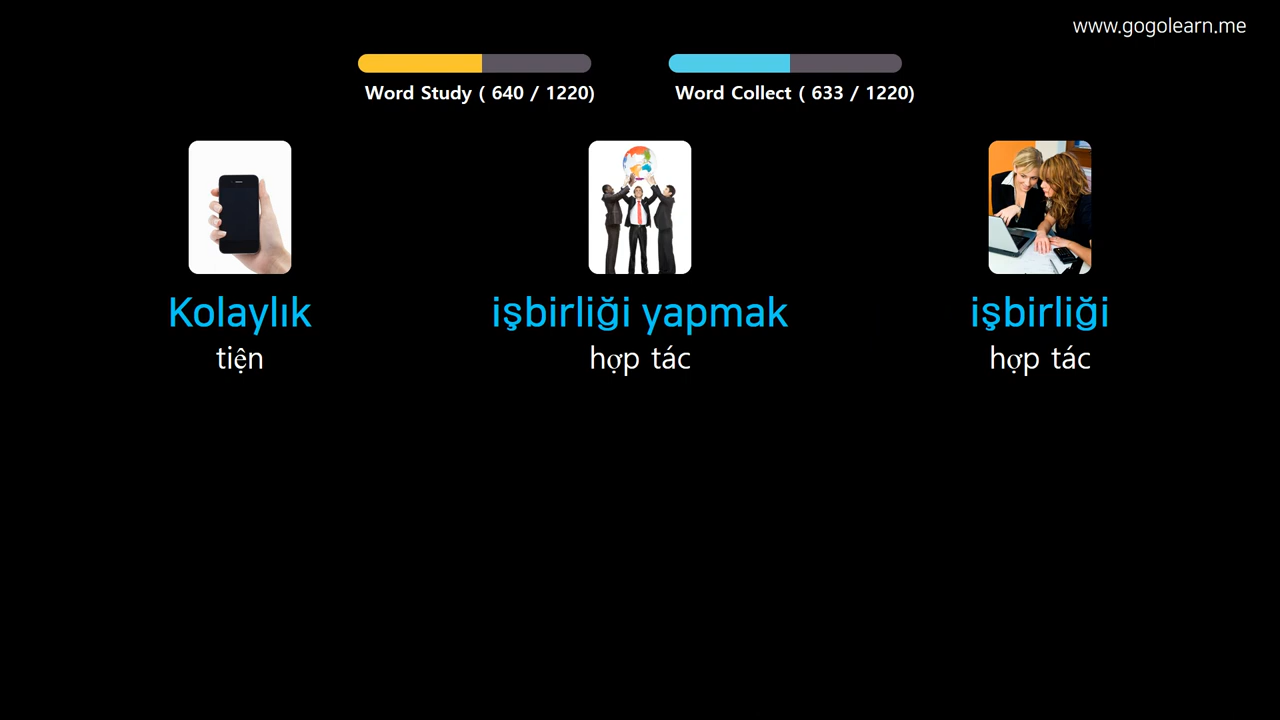 www.gogolearn.me
Word Study ( 640 / 1220)
Word Collect ( 633 / 1220)
Kolaylık
işbirliği yapmak
işbirliği
tiện
hợp tác
hợp tác